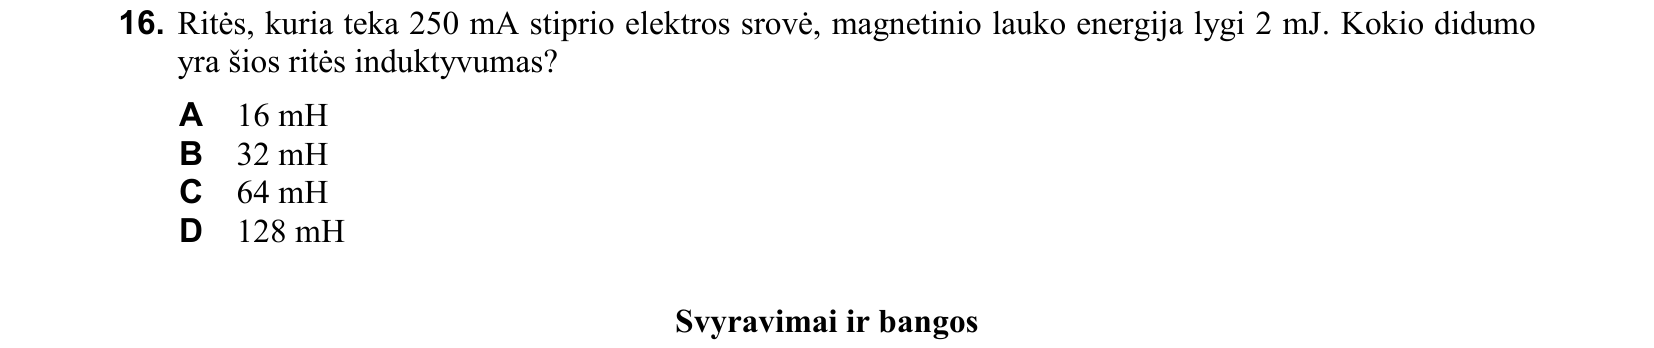 16. Ritės, kuria teka 250 mA stiprio elektros srovė, magnetinio lauko energija lygi 2 mJ. Kokio didumo
yra šios ritės induktyvumas?
A 16 mH
B 32 mH
C 64 mH
D 128 mH
Svyravimai ir bangos